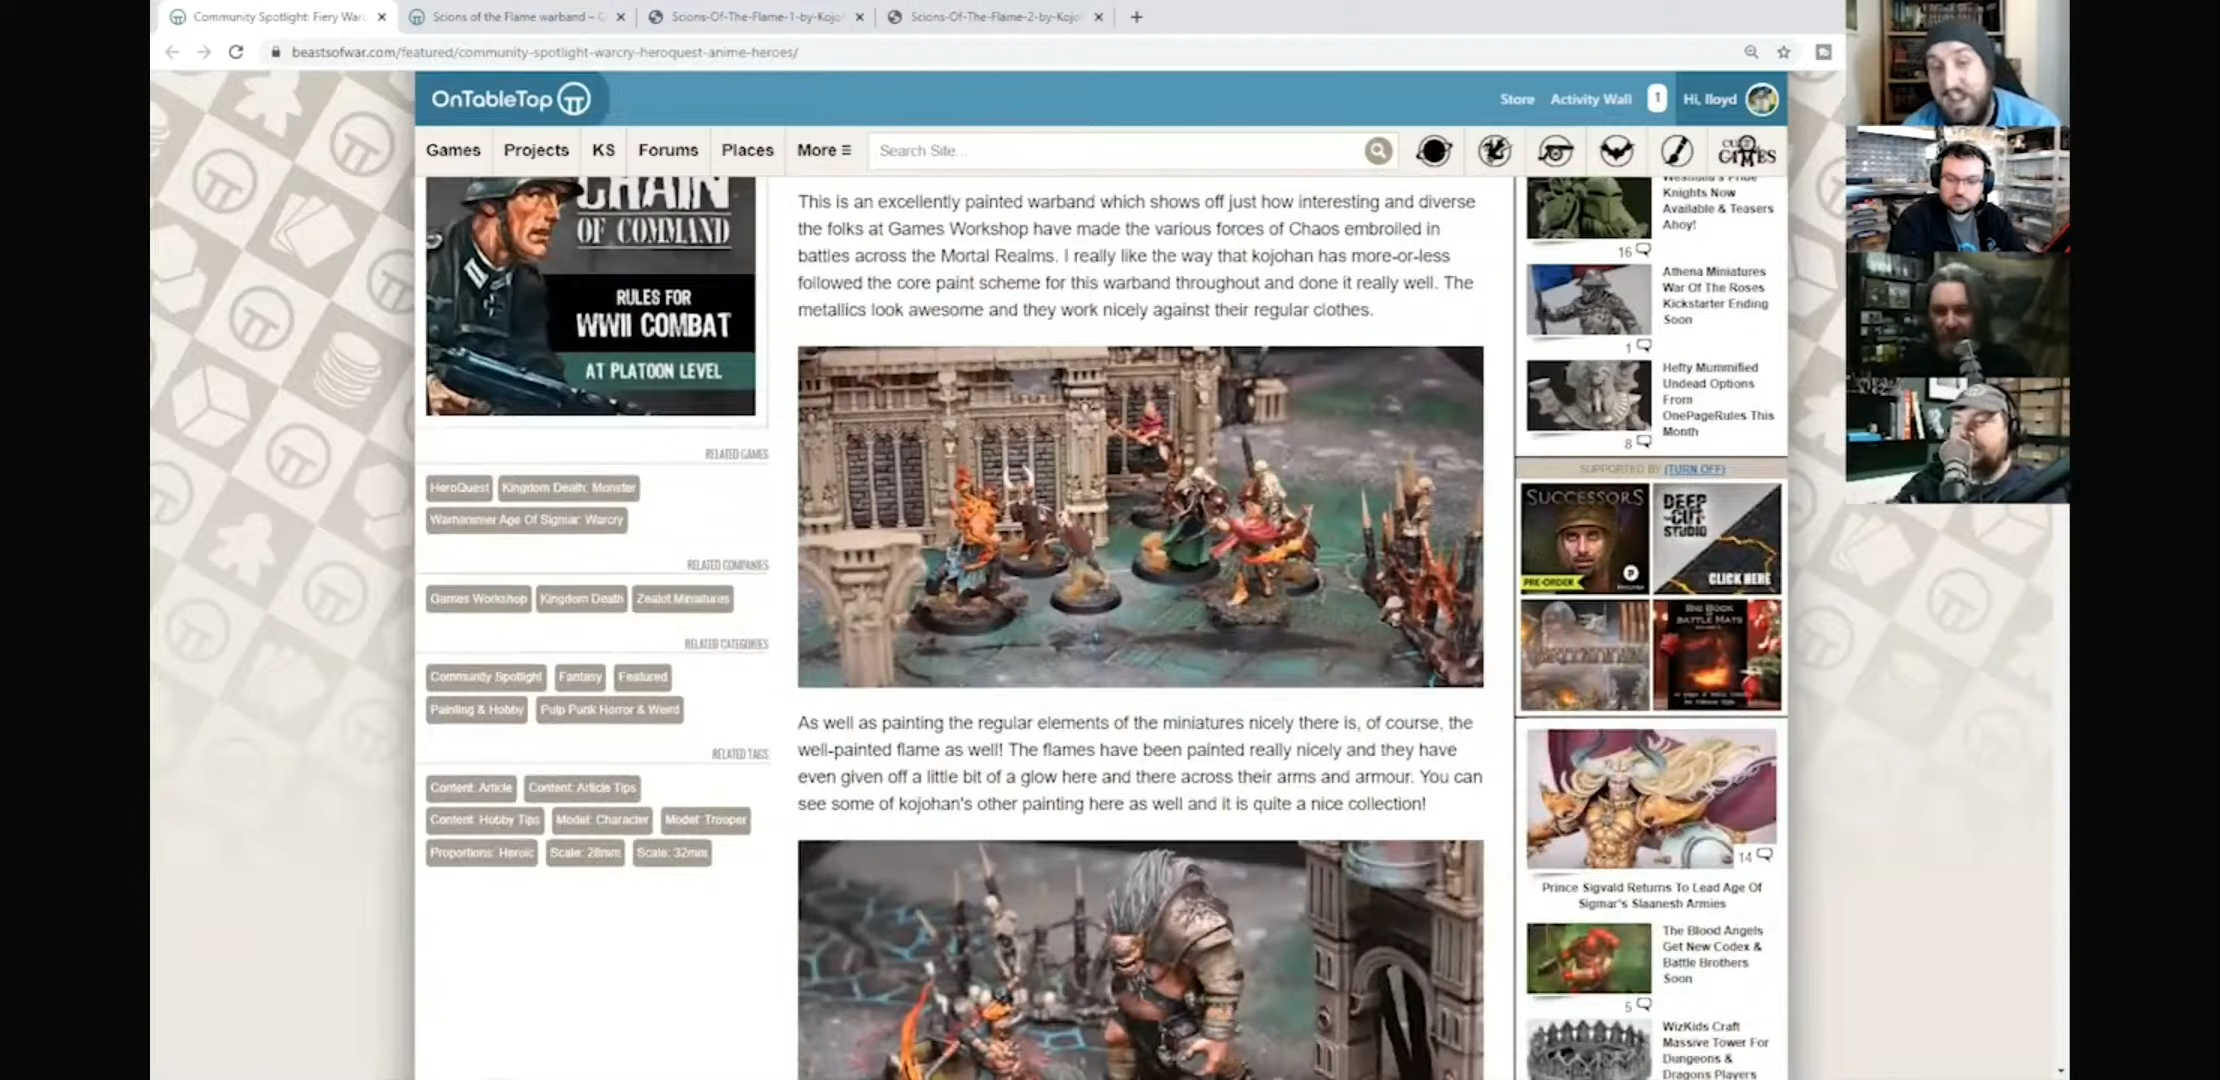 Community Spotlight: Fiery War
Scions of the Flame warband –
Scions-Of-The-Flame-1-by-Kojo
Scions-Of-The-Flame-2-by-Kojo
beastsofwar.com/featured/community-spotlight-warcry-heroquest-anime-heroes/
OnTableTop
Store Activity Wall 1 Hi, lloyd
Games Projects KS Forums Places More ≡ Search Site...
CULT OF GAMES
CHAIN
OF COMMAND
RULES FOR
WWII COMBAT
AT PLATOON LEVEL
RELATED GAMES
HeroQuest Kingdom Death: Monster
Warhammer Age Of Sigmar: Warcry
RELATED COMPANIES
Games Workshop Kingdom Death Zealot Miniatures
RELATED CATEGORIES
Community Spotlight Fantasy Featured
Painting & Hobby Pulp Punk Horror & Weird
RELATED TAGS
Content: Article Content: Article Tips
Content: Hobby Tips Model: Character Model: Trooper
Proportions: Heroic Scale: 28mm Scale: 32mm
This is an excellently painted warband which shows off just how interesting and diverse
the folks at Games Workshop have made the various forces of Chaos embroiled in
battles across the Mortal Realms. I really like the way that kojohan has more-or-less
followed the core paint scheme for this warband throughout and done it really well. The
metallics look awesome and they work nicely against their regular clothes.
As well as painting the regular elements of the miniatures nicely there is, of course, the
well-painted flame as well! The flames have been painted really nicely and they have
even given off a little bit of a glow here and there across their arms and armour. You can
see some of kojohan's other painting here as well and it is quite a nice collection!
Westfalia's Pride
Knights Now
Available & Teasers
Ahoy!
16
Athena Miniatures
War Of The Roses
Kickstarter Ending
Soon
1
Hefty Mummified
Undead Options
From
OnePageRules This
Month
8
SUPPORTED BY (TURN OFF)
SUCCESSORS
PRE-ORDER
DEEP
CUT
STUDIO
CLICK HERE
BIG BOOK
OF
BATTLE MATS
14
Prince Sigvald Returns To Lead Age Of
Sigmar's Slaanesh Armies
The Blood Angels
Get New Codex &
Battle Brothers
Soon
5
WizKids Craft
Massive Tower For
Dungeons &
Dragons Players